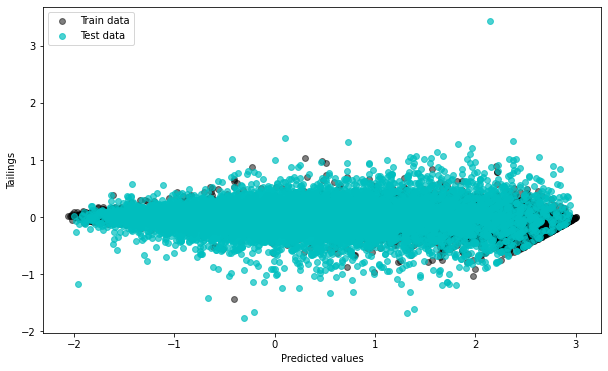 Train data
Test data
3
2
1
0
−1
−2
Tailings
−2 −1 0 1 2 3
Predicted values